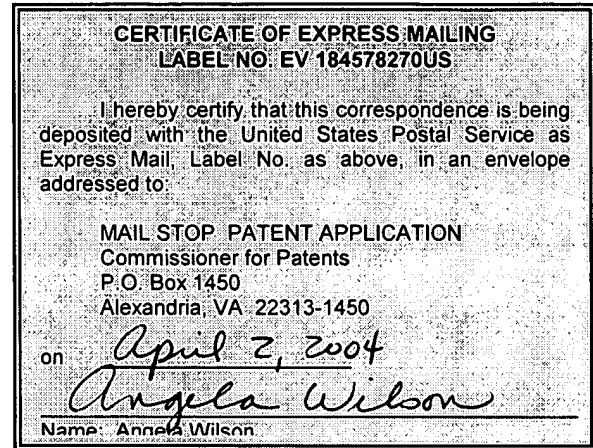 CERTIFICATE OF EXPRESS MAILING
LABEL NO. EV 184578270US
I hereby certify that this correspondence is being
deposited with the United States Postal Service as
Express Mail, Label No. as above, in an envelope
addressed to:
MAIL STOP PATENT APPLICATION
Commissioner for Patents
P.O. Box 1450
Alexandria, VA 22313-1450
on April 2, 2004
Angela Wilson
Name: Angela Wilson